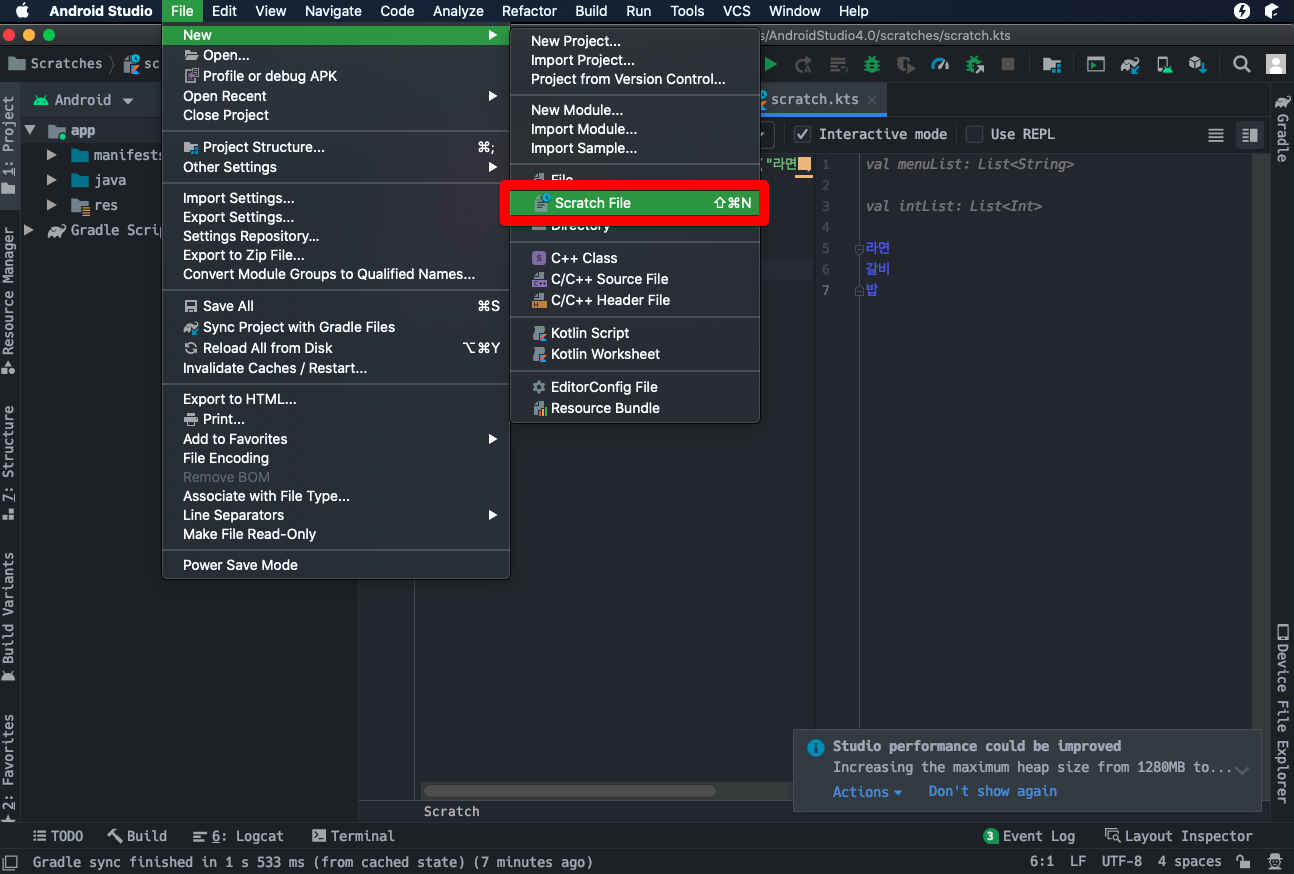 Android Studio File Edit View Navigate Code Analyze Refactor Build Run Tools VCS Window Help
s/AndroidStudio4.0/scratches/scratch.kts
Scratches sc
Android
scratch.kts
1: Project
app
manifests
java
res
Gradle Scrip
Resource Manager
7: Structure
Build Variants
2: Favorites
New
Open...
Profile or debug APK
Open Recent
Close Project
Project Structure... ⌘;
Other Settings
Import Settings...
Export Settings...
Settings Repository...
Export to Zip File...
Convert Module Groups to Qualified Names...
Save All ⌘S
Sync Project with Gradle Files
Reload All from Disk ⌥⌘Y
Invalidate Caches / Restart...
Export to HTML...
Print...
Add to Favorites
File Encoding
Remove BOM
Associate with File Type...
Line Separators
Make File Read-Only
Power Save Mode
New Project...
Import Project...
Project from Version Control...
New Module...
Import Module...
Import Sample...
File
Scratch File ⇧⌘N
Directory
C++ Class
C/C++ Source File
C/C++ Header File
Kotlin Script
Kotlin Worksheet
EditorConfig File
Resource Bundle
Interactive mode Use REPL
("라면
1 val menuList: List<String>
2
3 val intList: List<Int>
4
5 라면
6 갈비
7 밥
Gradle
Device File Explorer
Studio performance could be improved
Increasing the maximum heap size from 1280MB to...
Actions Don't show again
Scratch
TODO Build 6: Logcat Terminal 3 Event Log Layout Inspector
Gradle sync finished in 1 s 533 ms (from cached state) (7 minutes ago) 6:1 LF UTF-8 4 spaces